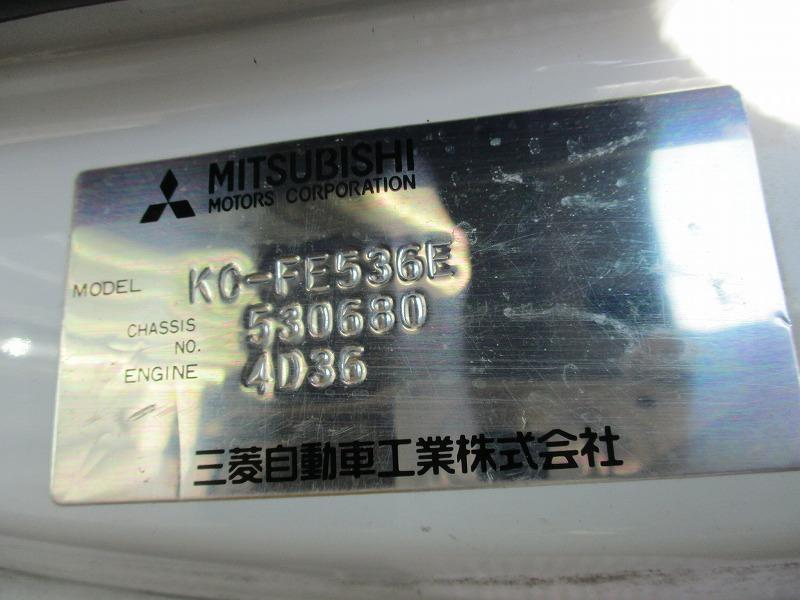 MITSUBISHI
MOTORS CORPORATION
MODEL KC-FE536E
CHASSIS NO. 530680
ENGINE 4D36
三菱自動車工業株式会社